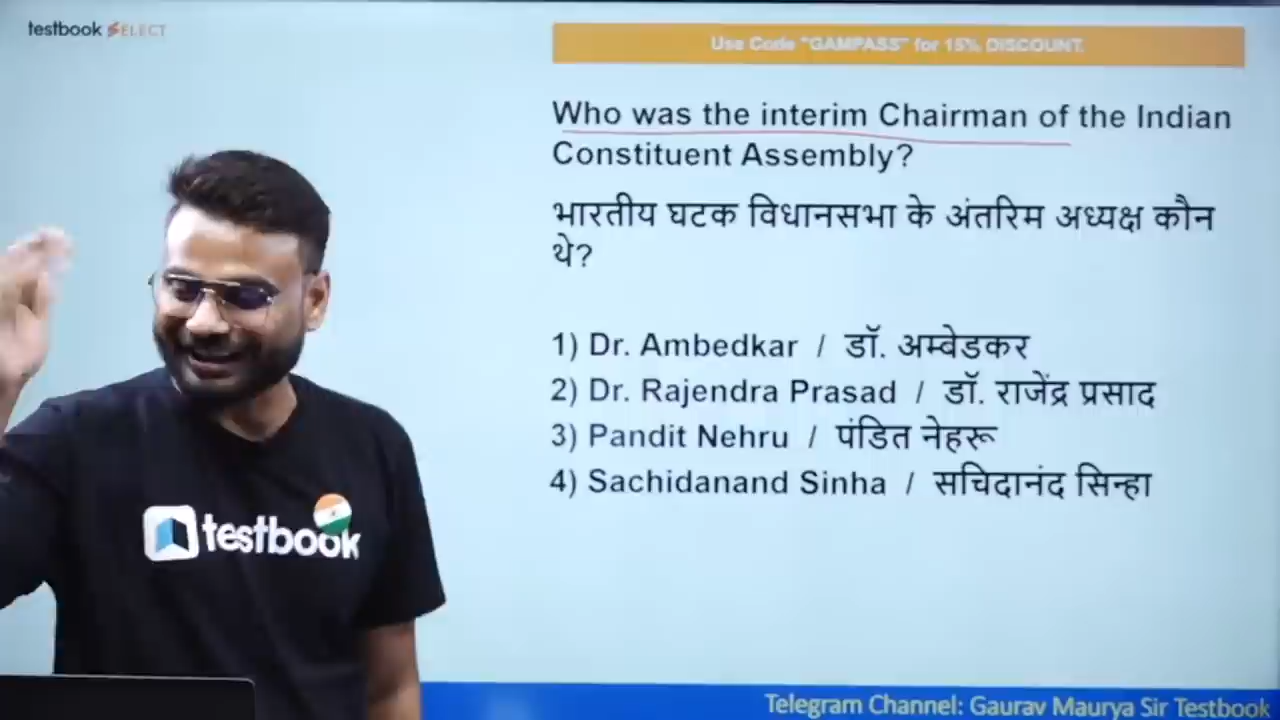 testbook SELECT
Use Code "GAMPASS" for 15% DISCOUNT.
Who was the interim Chairman of the Indian
Constituent Assembly?
भारतीय घटक विधानसभा के अंतरिम अध्यक्ष कौन
थे?
1) Dr. Ambedkar / डॉ. अम्बेडकर
2) Dr. Rajendra Prasad / डॉ. राजेंद्र प्रसाद
3) Pandit Nehru / पंडित नेहरू
4) Sachidanand Sinha / सचिदानंद सिन्हा
testbook
Telegram Channel: Gaurav Maurya Sir Testbook